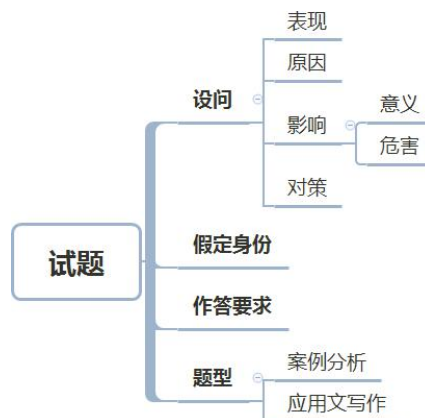 试题
设问
表现
原因
影响
意义
危害
对策
假定身份
作答要求
题型
案例分析
应用文写作